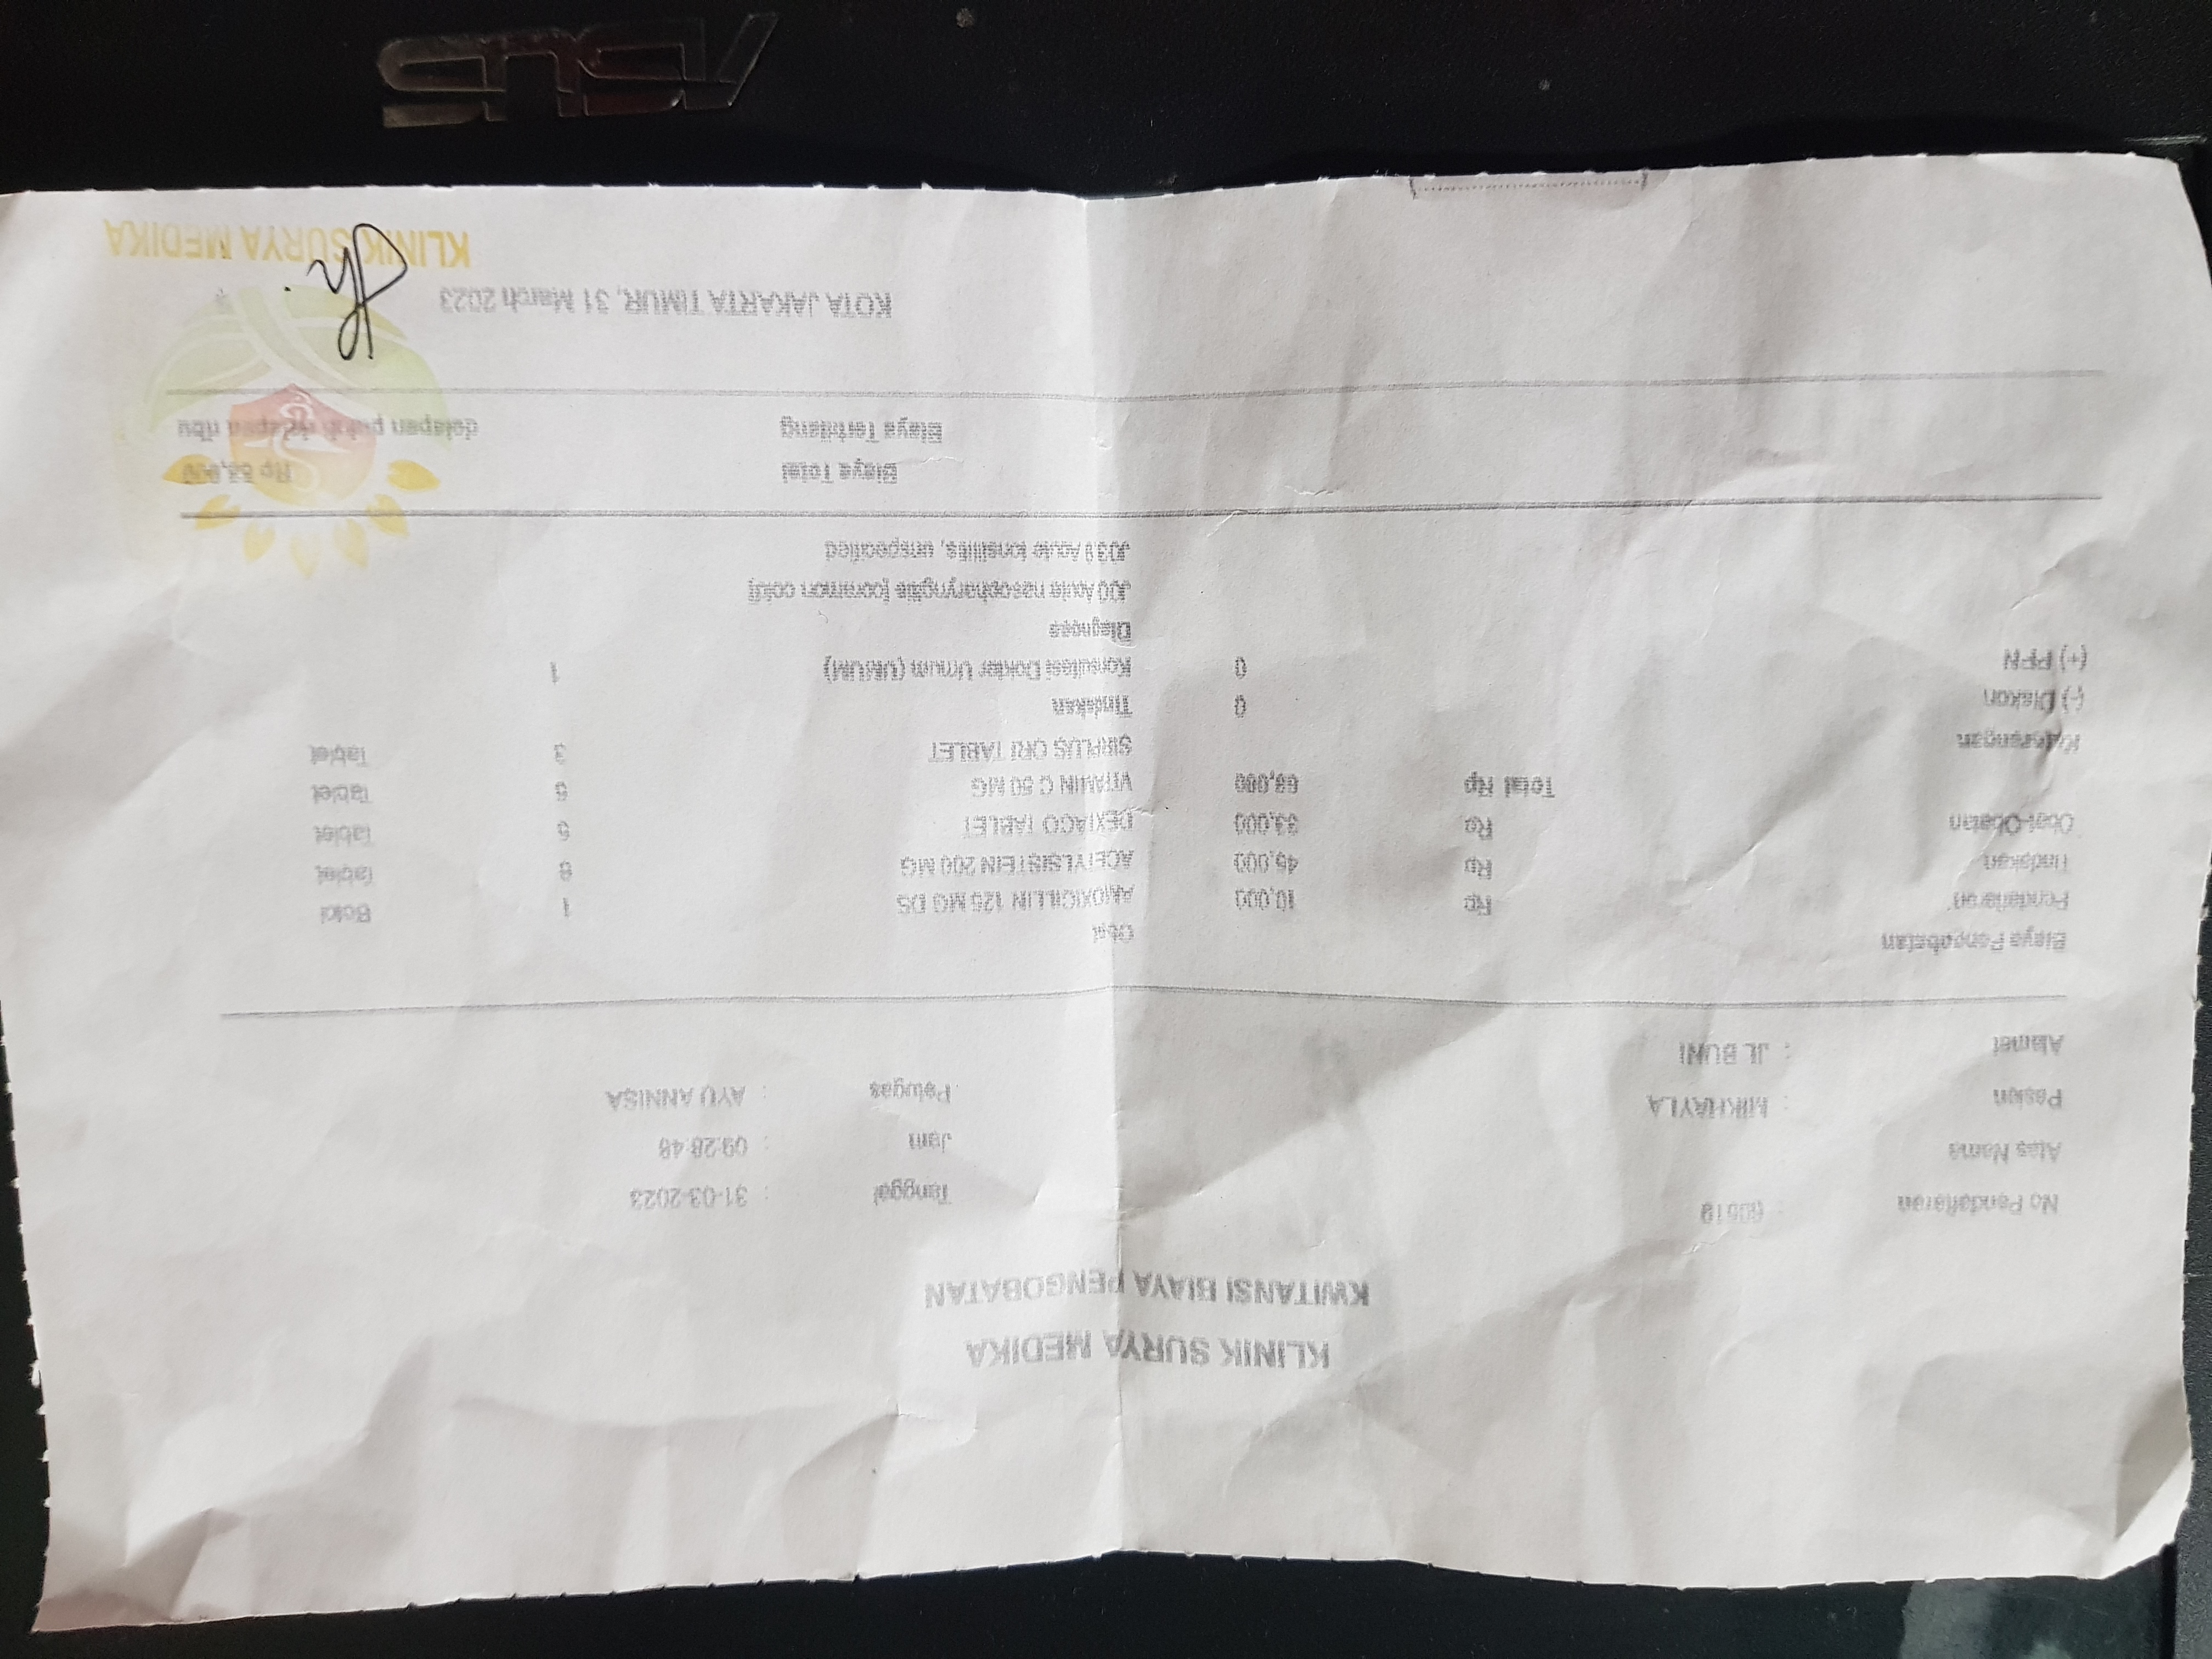 KLINIK SURYA MEDIKA
KWITANSI BIAYA PENGOBATAN
No Pendaftaran : 60519
Atas Nama
Pasien : MIKHAYLA
Alamat : JL BUNI
Tanggal : 31-03-2023
Jam : 09:28:48
Petugas : AYU ANNISA
Biaya Pengobatan
Pendaftaran Rp 10,000
Tindakan Rp 45,000
Obat-Obatan Rp 33,000
Total Rp 88,000
Keterangan
(-) Diskon 0
(+) PPN 0
Obat
AMOXICILLIN 125 MG DS 1 Botol
ACETYLSISTEIN 200 MG 6 Tablet
TABLET Tablet
VITAMIN C 50 MG Tablet
SIRPLUS ORI TABLET 3 Tablet
Tindakan
Konsultasi Dokter Umum (UMUM) 1
Diagnosa
J00 Acute nasopharyngitis [common cold]
J03.9 Acute tonsillitis, unspecified
Biaya Total Rp 88,000
Biaya Terbilang delapan puluh delapan ribu
KOTA JAKARTA TIMUR, 31 March 2023
KLINIK SURYA MEDIKA
ASUS